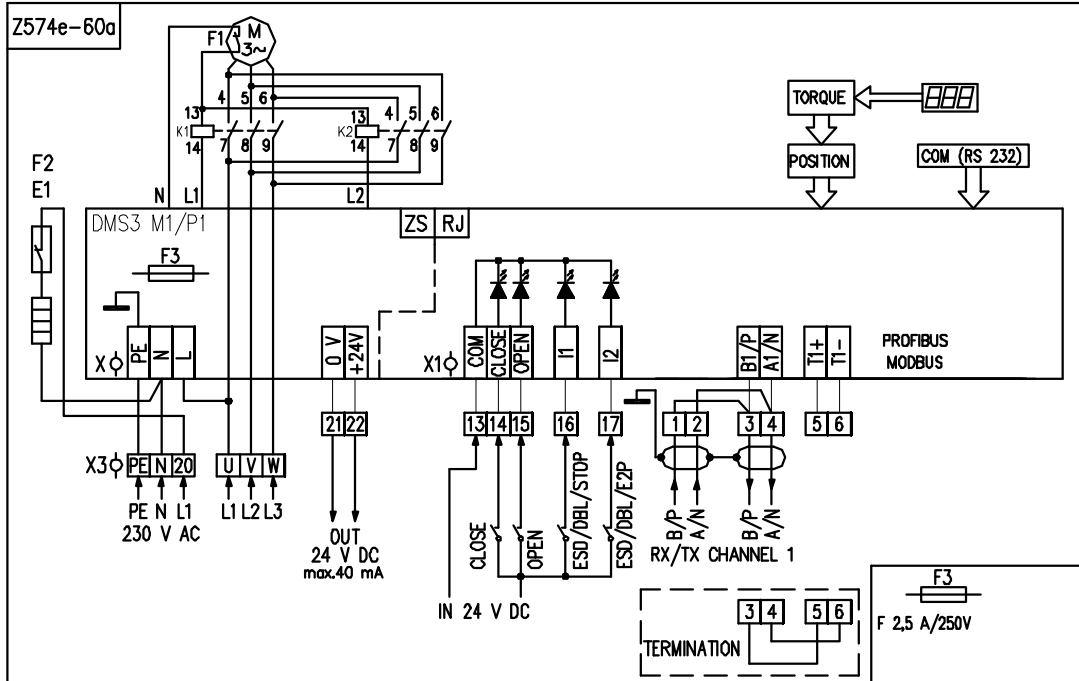 Z574e-60a
F1
M
3~
4 5 6
13
K1
14
7 8 9
13
K2
14
4 5 6
7 8 9
TORQUE
POSITION
COM (RS 232)
F2
E1
N L1
L2
DMS3 M1/P1
ZS RJ
F3
X
PE
N
L
0 V
+24V
X1
COM
CLOSE
OPEN
I1
I2
B1/P
A1/N
T1+
T1-
PROFIBUS
MODBUS
21 22
13 14 15
16
17
1 2
3 4
5 6
X3
PE N 20
U V W
PE N L1
230 V AC
L1 L2 L3
OUT
24 V DC
max.40 mA
CLOSE
OPEN
ESD/DBL/STOP
ESD/DBL/E2P
IN 24 V DC
B/P
A/N
B/P
A/N
RX/TX CHANNEL 1
3 4
5 6
TERMINATION
F3
F 2,5 A/250V